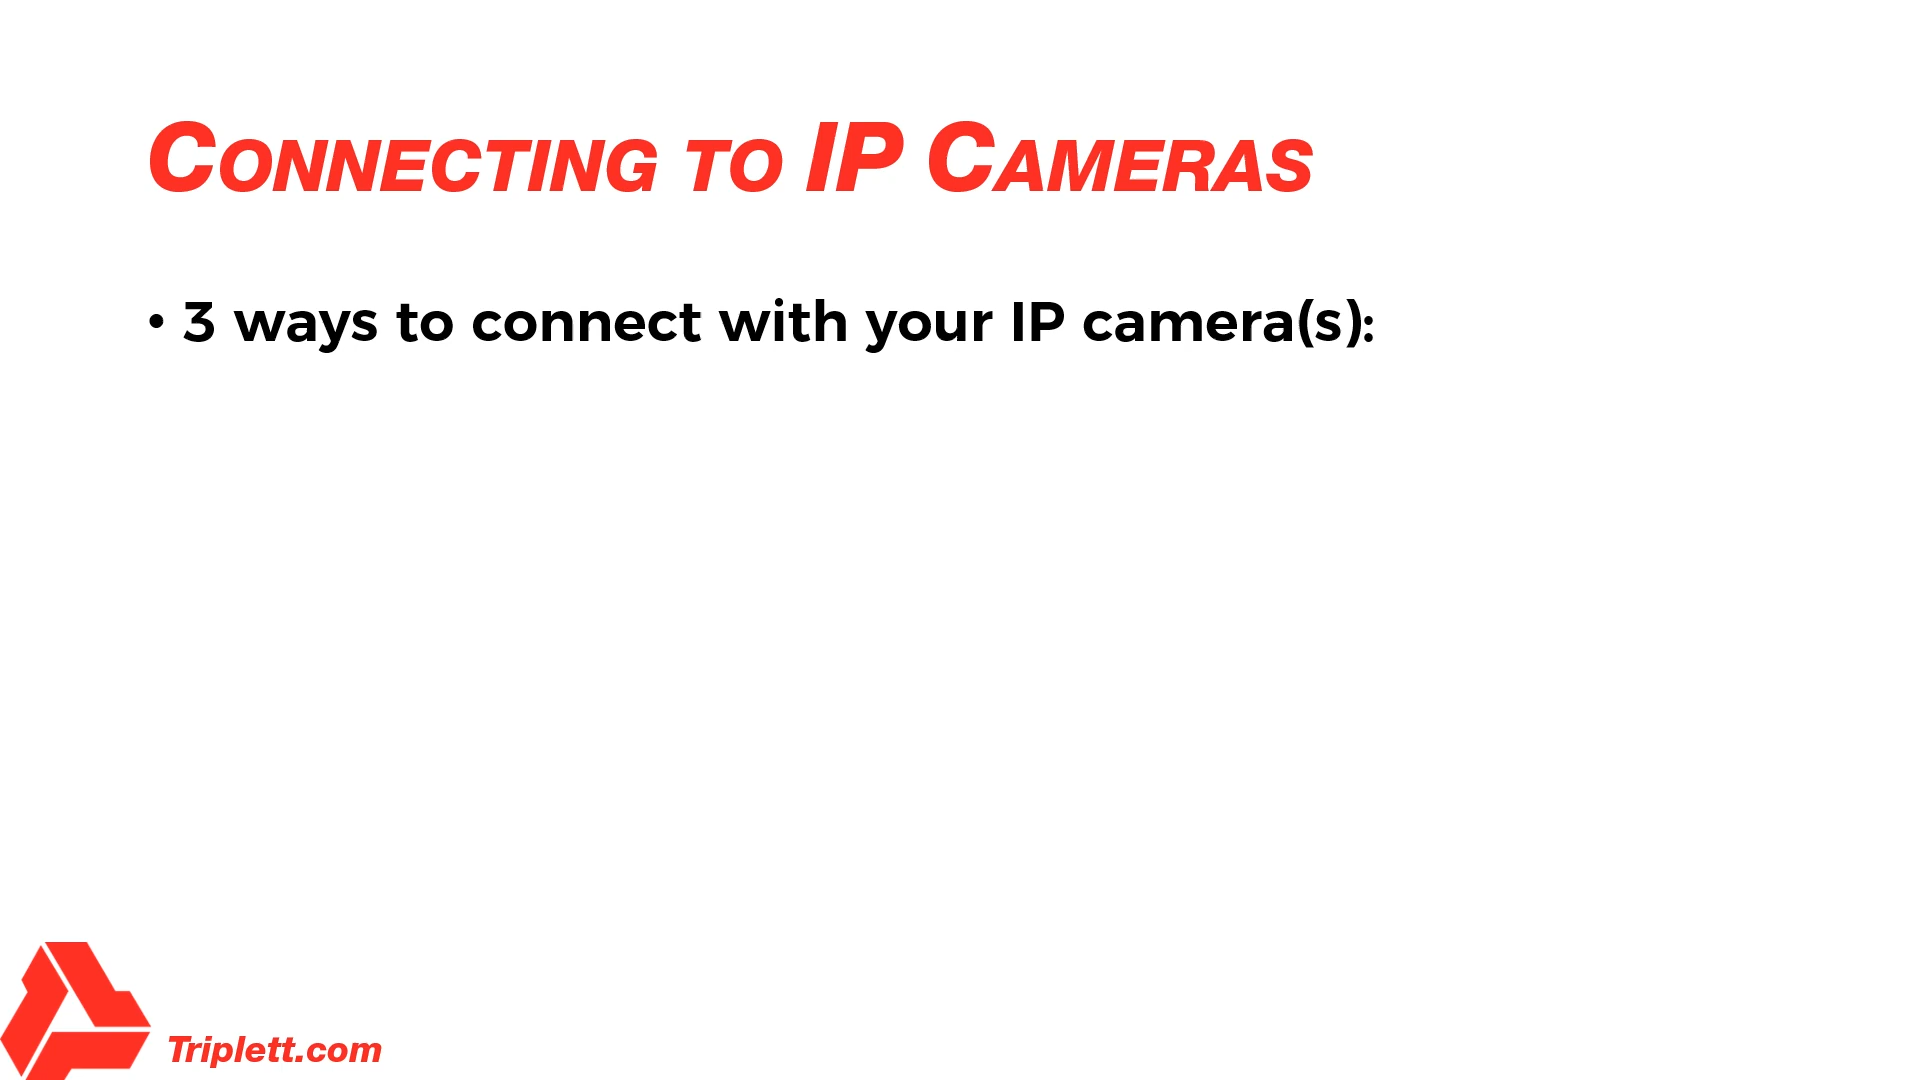 Connecting to IP Cameras
• 3 ways to connect with your IP camera(s):
Triplett.com